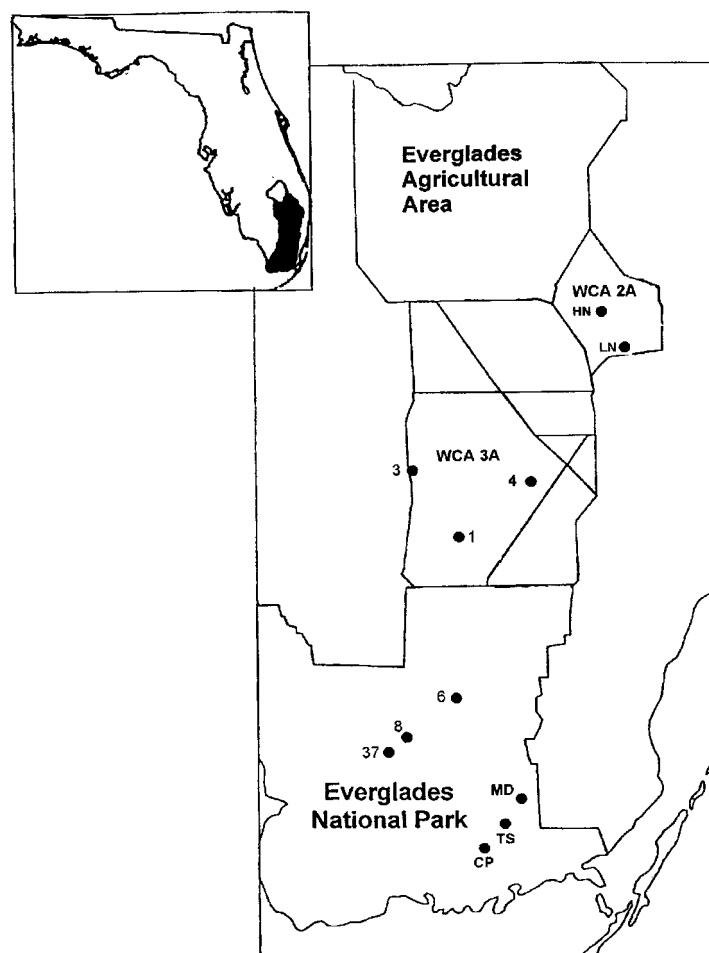 Everglades
Agricultural
Area
WCA 2A
HN
LN
WCA 3A
3
4
1
6
8
37
Everglades
National Park
MD
TS
CP